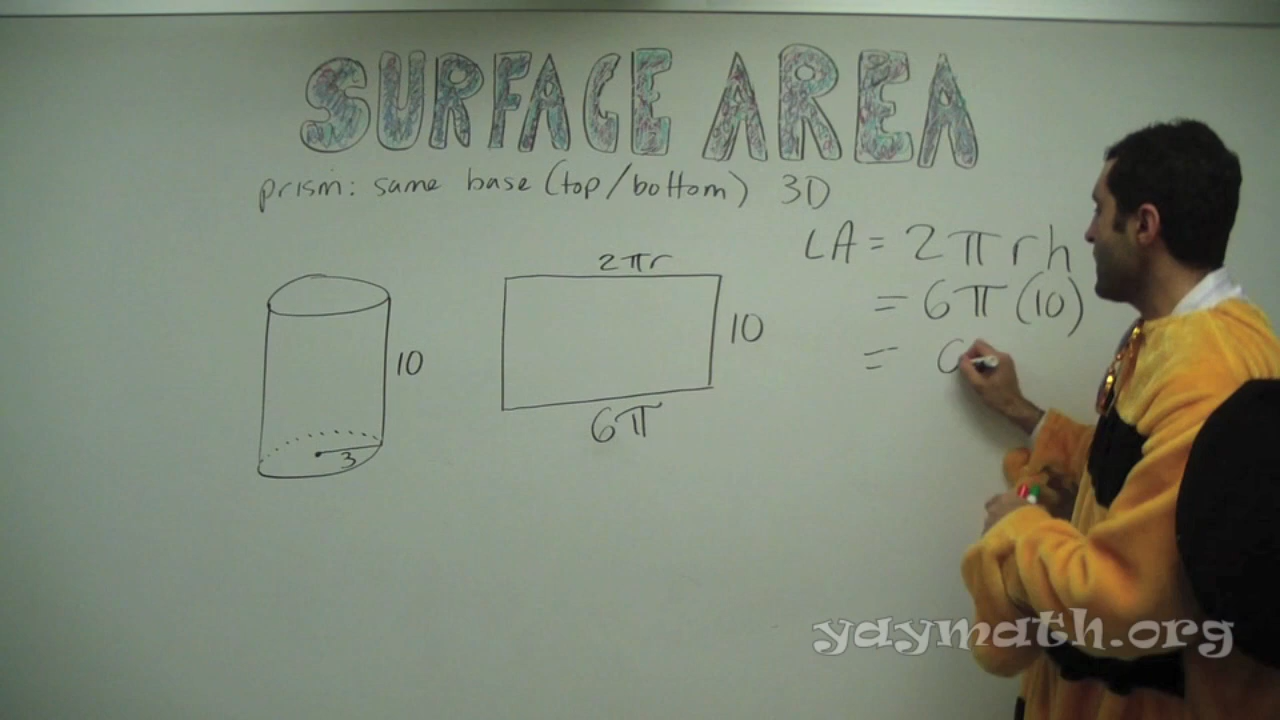 SURFACE AREA
prism: same base (top/bottom) 3D
LA = 2πrh
= 6π(10)
=
2πr
10
6π
10
3
yaymath.org